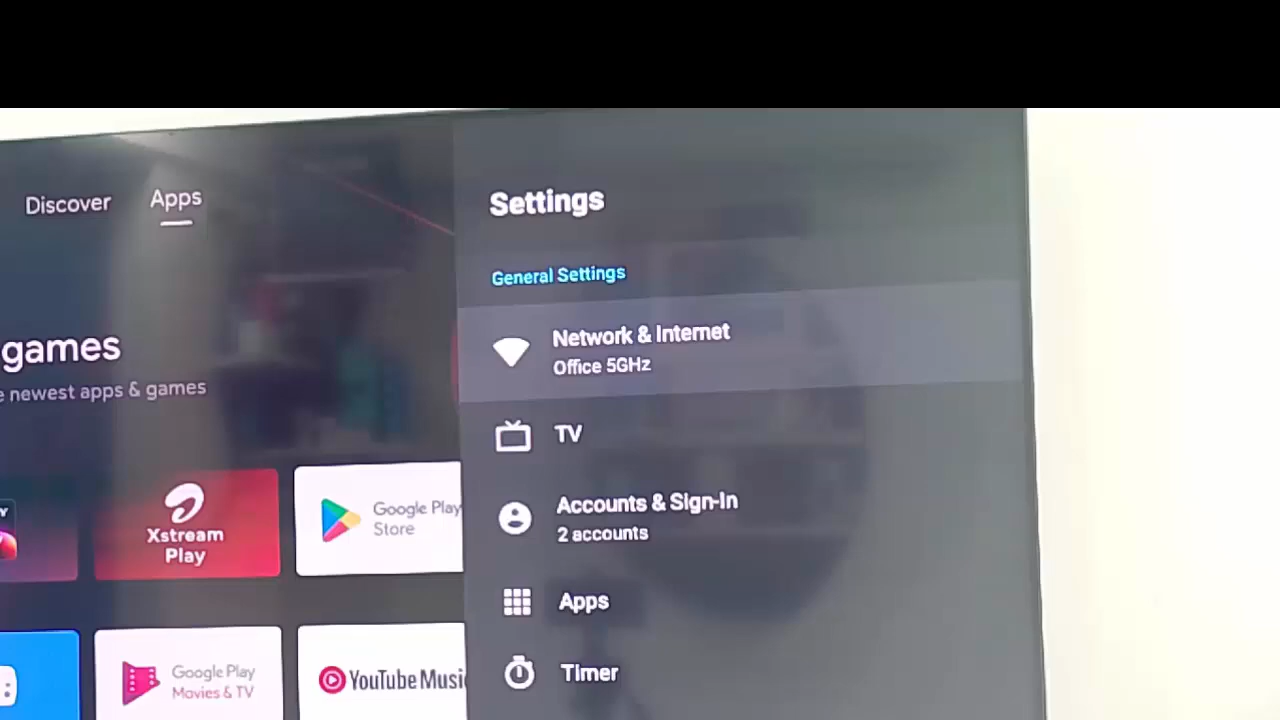 Discover
Apps
games
newest apps & games
Xstream
Play
Google Play
Store
Google Play
Movies & TV
YouTube Musi
Settings
General Settings
Network & Internet
Office 5GHz
TV
Accounts & Sign-In
2 accounts
Apps
Timer